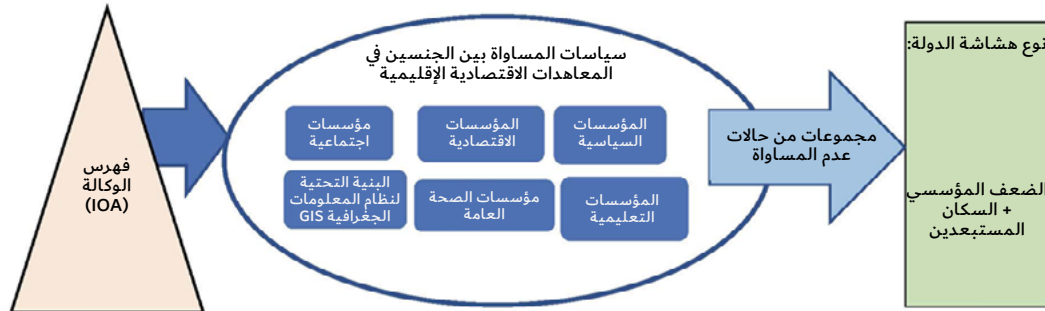 فهرس
الوكالة
(IOA)
سياسات المساواة بين الجنسين في
المعاهدات الاقتصادية الإقليمية
مؤسسات
اجتماعية
المؤسسات
الاقتصادية
المؤسسات
السياسية
البنية التحتية
لنظام المعلومات
الجغرافية GIS
مؤسسات الصحة
العامة
المؤسسات
التعليمية
مجموعات من حالات
عدم المساواة
نوع هشاشة الدولة:
الضعف المؤسسي
+ السكان
المستبعدين